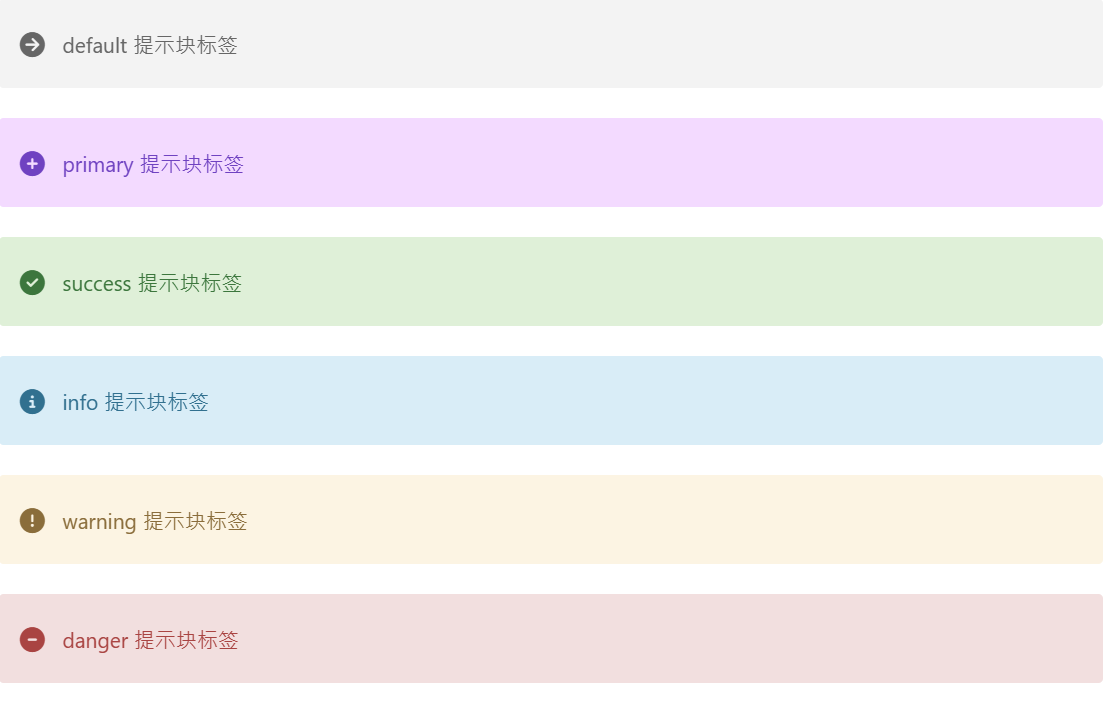 default 提示块标签
primary 提示块标签
success 提示块标签
info 提示块标签
warning 提示块标签
danger 提示块标签